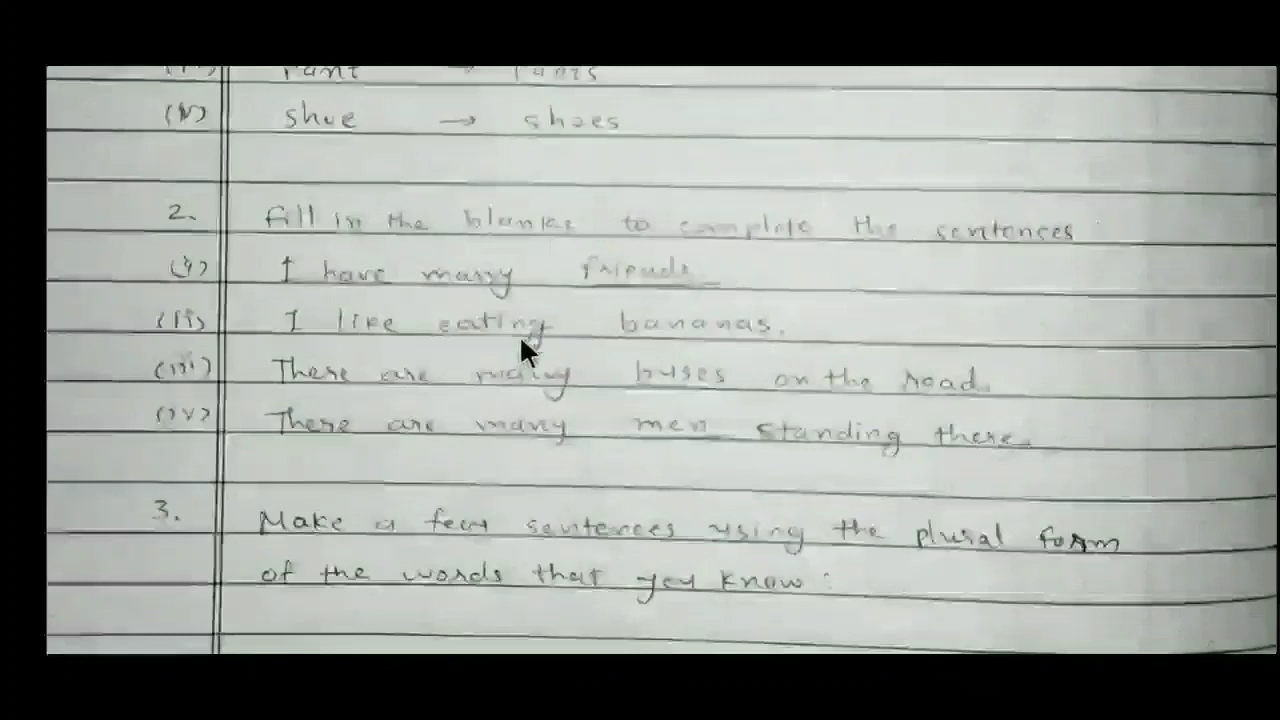 (V) shoe → shoes
2. fill in the blanks to complete the sentences
(i) I have many friends
(ii) I like eating bananas.
(iii) There are many buses on the road.
(iv) There are many men standing there.
3. Make a few sentences using the plural form
of the words that you know: